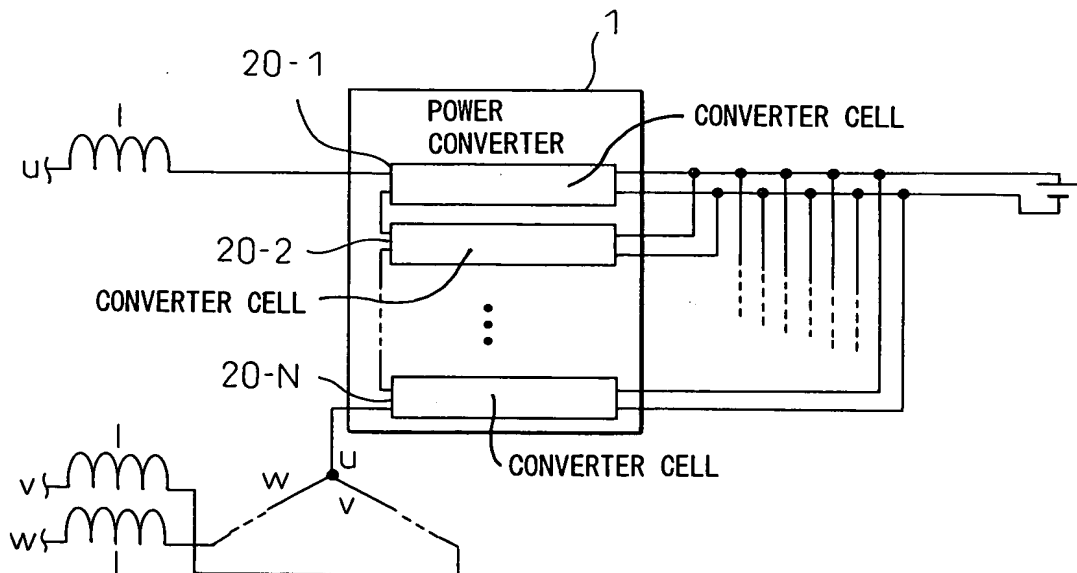 1
20-1
l
POWER
CONVERTER
CONVERTER CELL
u
20-2
CONVERTER CELL
20-N
l
u
CONVERTER CELL
w
v
v
w
l